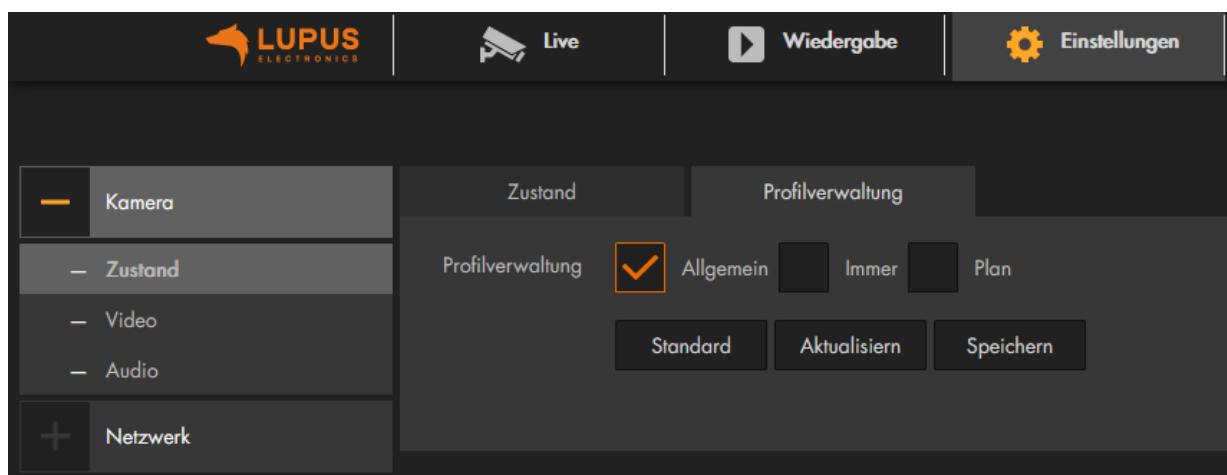 LUPUS
ELECTRONICS
Live
Wiedergabe
Einstellungen
Kamera
Zustand
Video
Audio
Netzwerk
Zustand
Profilverwaltung
Profilverwaltung
Allgemein
Immer
Plan
Standard
Aktualisiern
Speichern